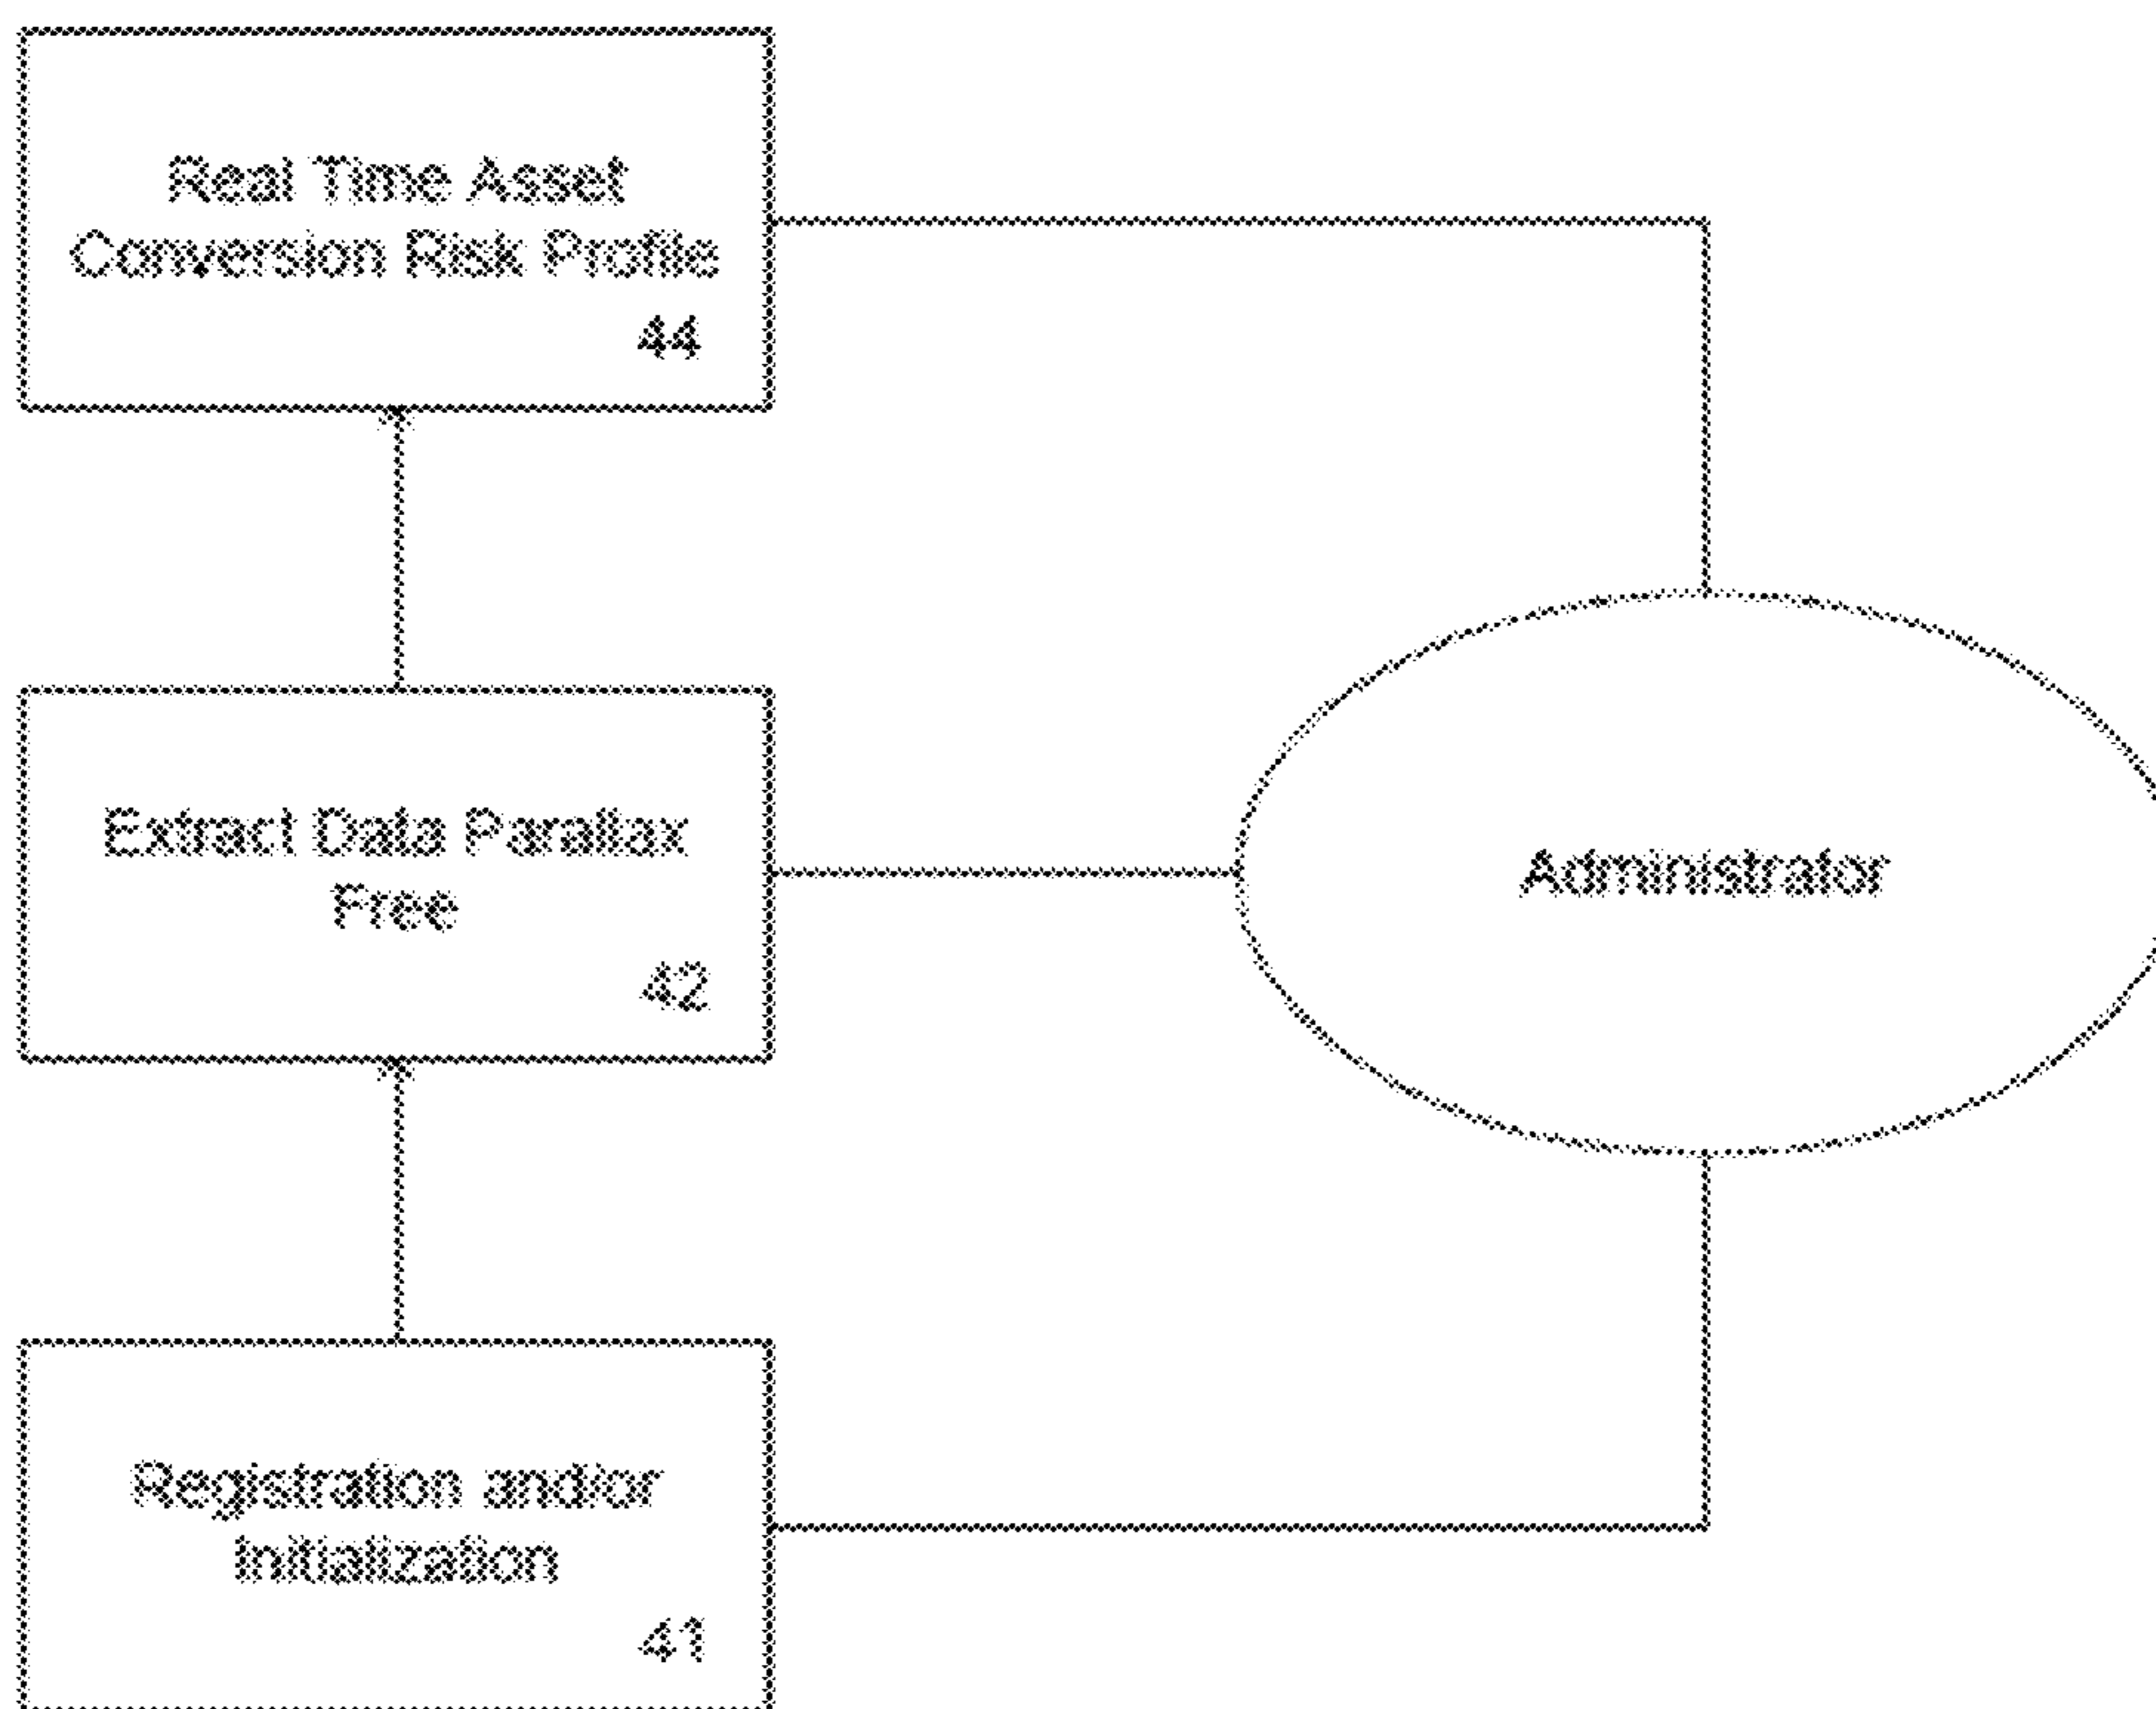 Real Time Asset
Conversion Risk Profile
44
Extract Data Parallax
Free
42
Administrator
Registration and/or
Initialization
41